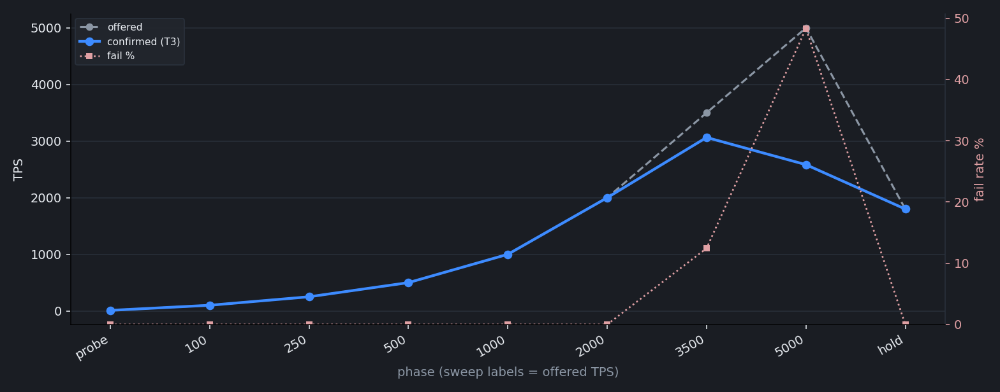 offered
confirmed (T3)
fail %
5000
4000
3000
2000
1000
0
TPS
50
40
30
20
10
0
fail rate %
probe
100
250
500
1000
2000
3500
5000
hold
phase (sweep labels = offered TPS)